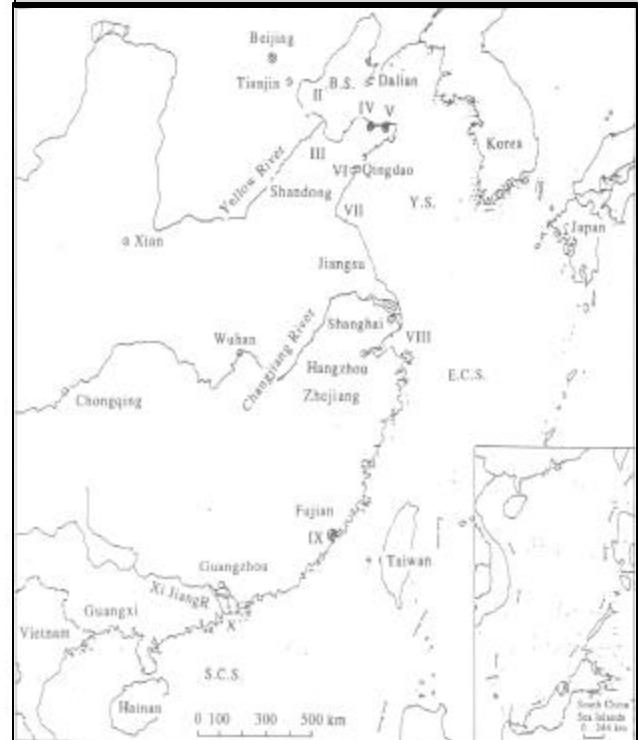 Beijing
Tianjin
II
B.S.
Dalian
IV
V
Korea
III
Yellow River
VI
Qingdao
Shandong
Y.S.
VII
Japan
Xian
Jiangsu
Shanghai
Wuhan
VIII
Changjiang River
Hangzhou
E.C.S.
Zhejiang
Chongqing
Fujian
IX
Taiwan
Guangzhou
Xi JiangR
Guangxi
X
Vietnam
S.C.S.
Hainan
0 100 300 500 km
South China
Sea Islands